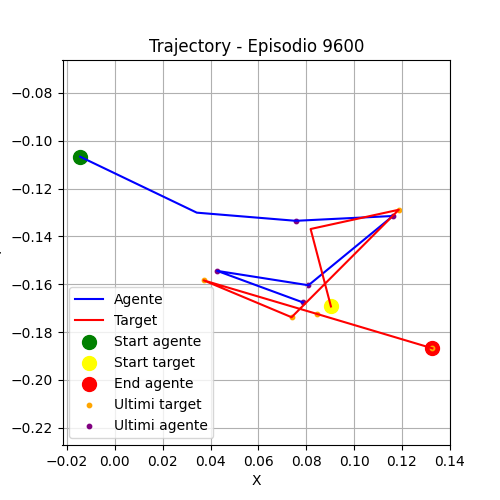 Trajectory - Episodio 9600
−0.08
−0.10
−0.12
−0.14
−0.16
−0.18
−0.20
−0.22
Agente
Target
Start agente
Start target
End agente
Ultimi target
Ultimi agente
−0.02 0.00 0.02 0.04 0.06 0.08 0.10 0.12 0.14
X